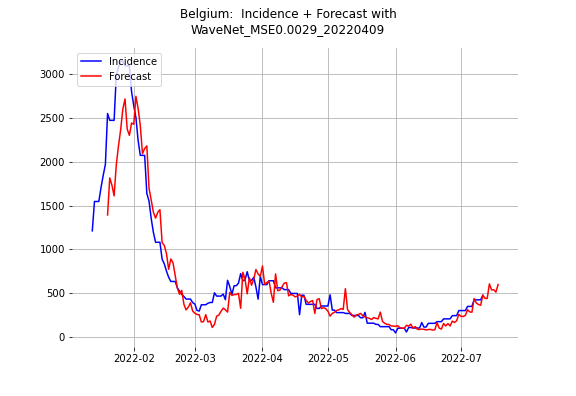 Belgium:  Incidence + Forecast with
WaveNet_MSE0.0029_20220409
Incidence
Forecast
3000
2500
2000
1500
1000
500
0
2022-02 2022-03 2022-04 2022-05 2022-06 2022-07